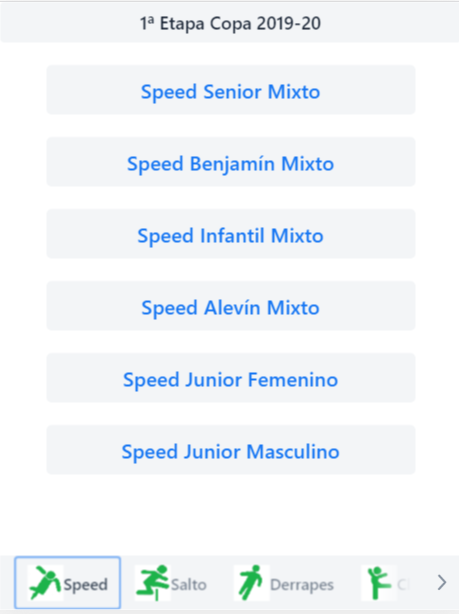 1ª Etapa Copa 2019-20
Speed Senior Mixto
Speed Benjamín Mixto
Speed Infantil Mixto
Speed Alevín Mixto
Speed Junior Femenino
Speed Junior Masculino
Speed Salto Derrapes